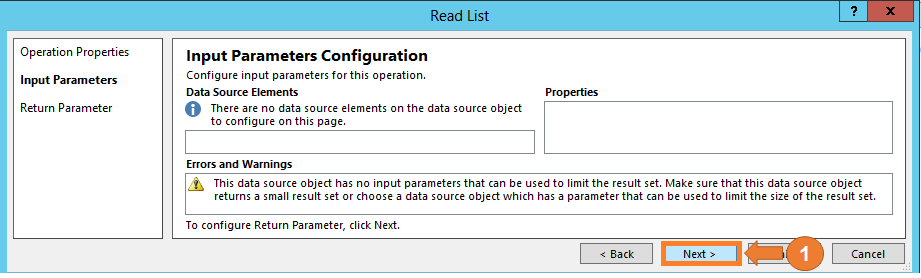 Read List
? x
Operation Properties
Input Parameters
Return Parameter
Input Parameters Configuration
Configure input parameters for this operation.
Data Source Elements
There are no data source elements on the data source object
to configure on this page.
Properties
Errors and Warnings
This data source object has no input parameters that can be used to limit the result set. Make sure that this data source object
returns a small result set or choose a data source object which has a parameter that can be used to limit the size of the result set.
To configure Return Parameter, click Next.
< Back
Next >
1
Cancel